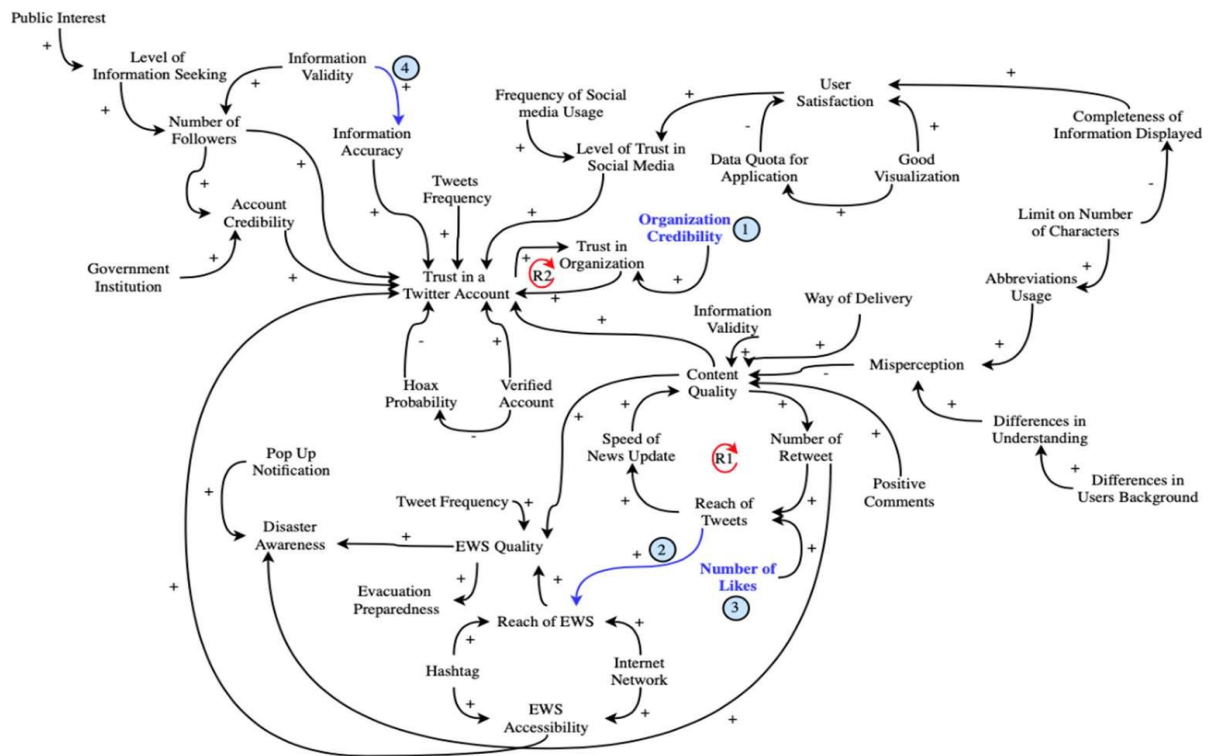 Public Interest
+
Level of
Information Seeking
+
Information
Validity
+
4
+
Number of
Followers
+
+
Information
Accuracy
+
Account
Credibility
+
Government
Institution
+
Tweets
Frequency
+
Frequency of Social
media Usage
+
Level of Trust in
Social Media
+
+
User
Satisfaction
+
-
+
Data Quota for
Application
Good
Visualization
+
Completeness of
Information Displayed
-
Limit on Number
of Characters
+
Abbreviations
Usage
+
Organization
Credibility
1
+
Trust in
Organization
+
R2
+
Trust in a
Twitter Account
-
+
Hoax
Probability
Verified
Account
-
+
Information
Validity
+
Way of Delivery
+
Content
Quality
-
Misperception
+
Differences in
Understanding
+
Differences in
Users Background
+
+
+
Speed of
News Update
R1
Number of
Retweet
+
Positive
Comments
+
Reach of
Tweets
+
+
Number of
Likes
3
+
2
Pop Up
Notification
+
Disaster
Awareness
+
Tweet Frequency
+
EWS Quality
+
Evacuation
Preparedness
+
Reach of EWS
+
+
Hashtag
Internet
Network
+
+
EWS
Accessibility
+
+